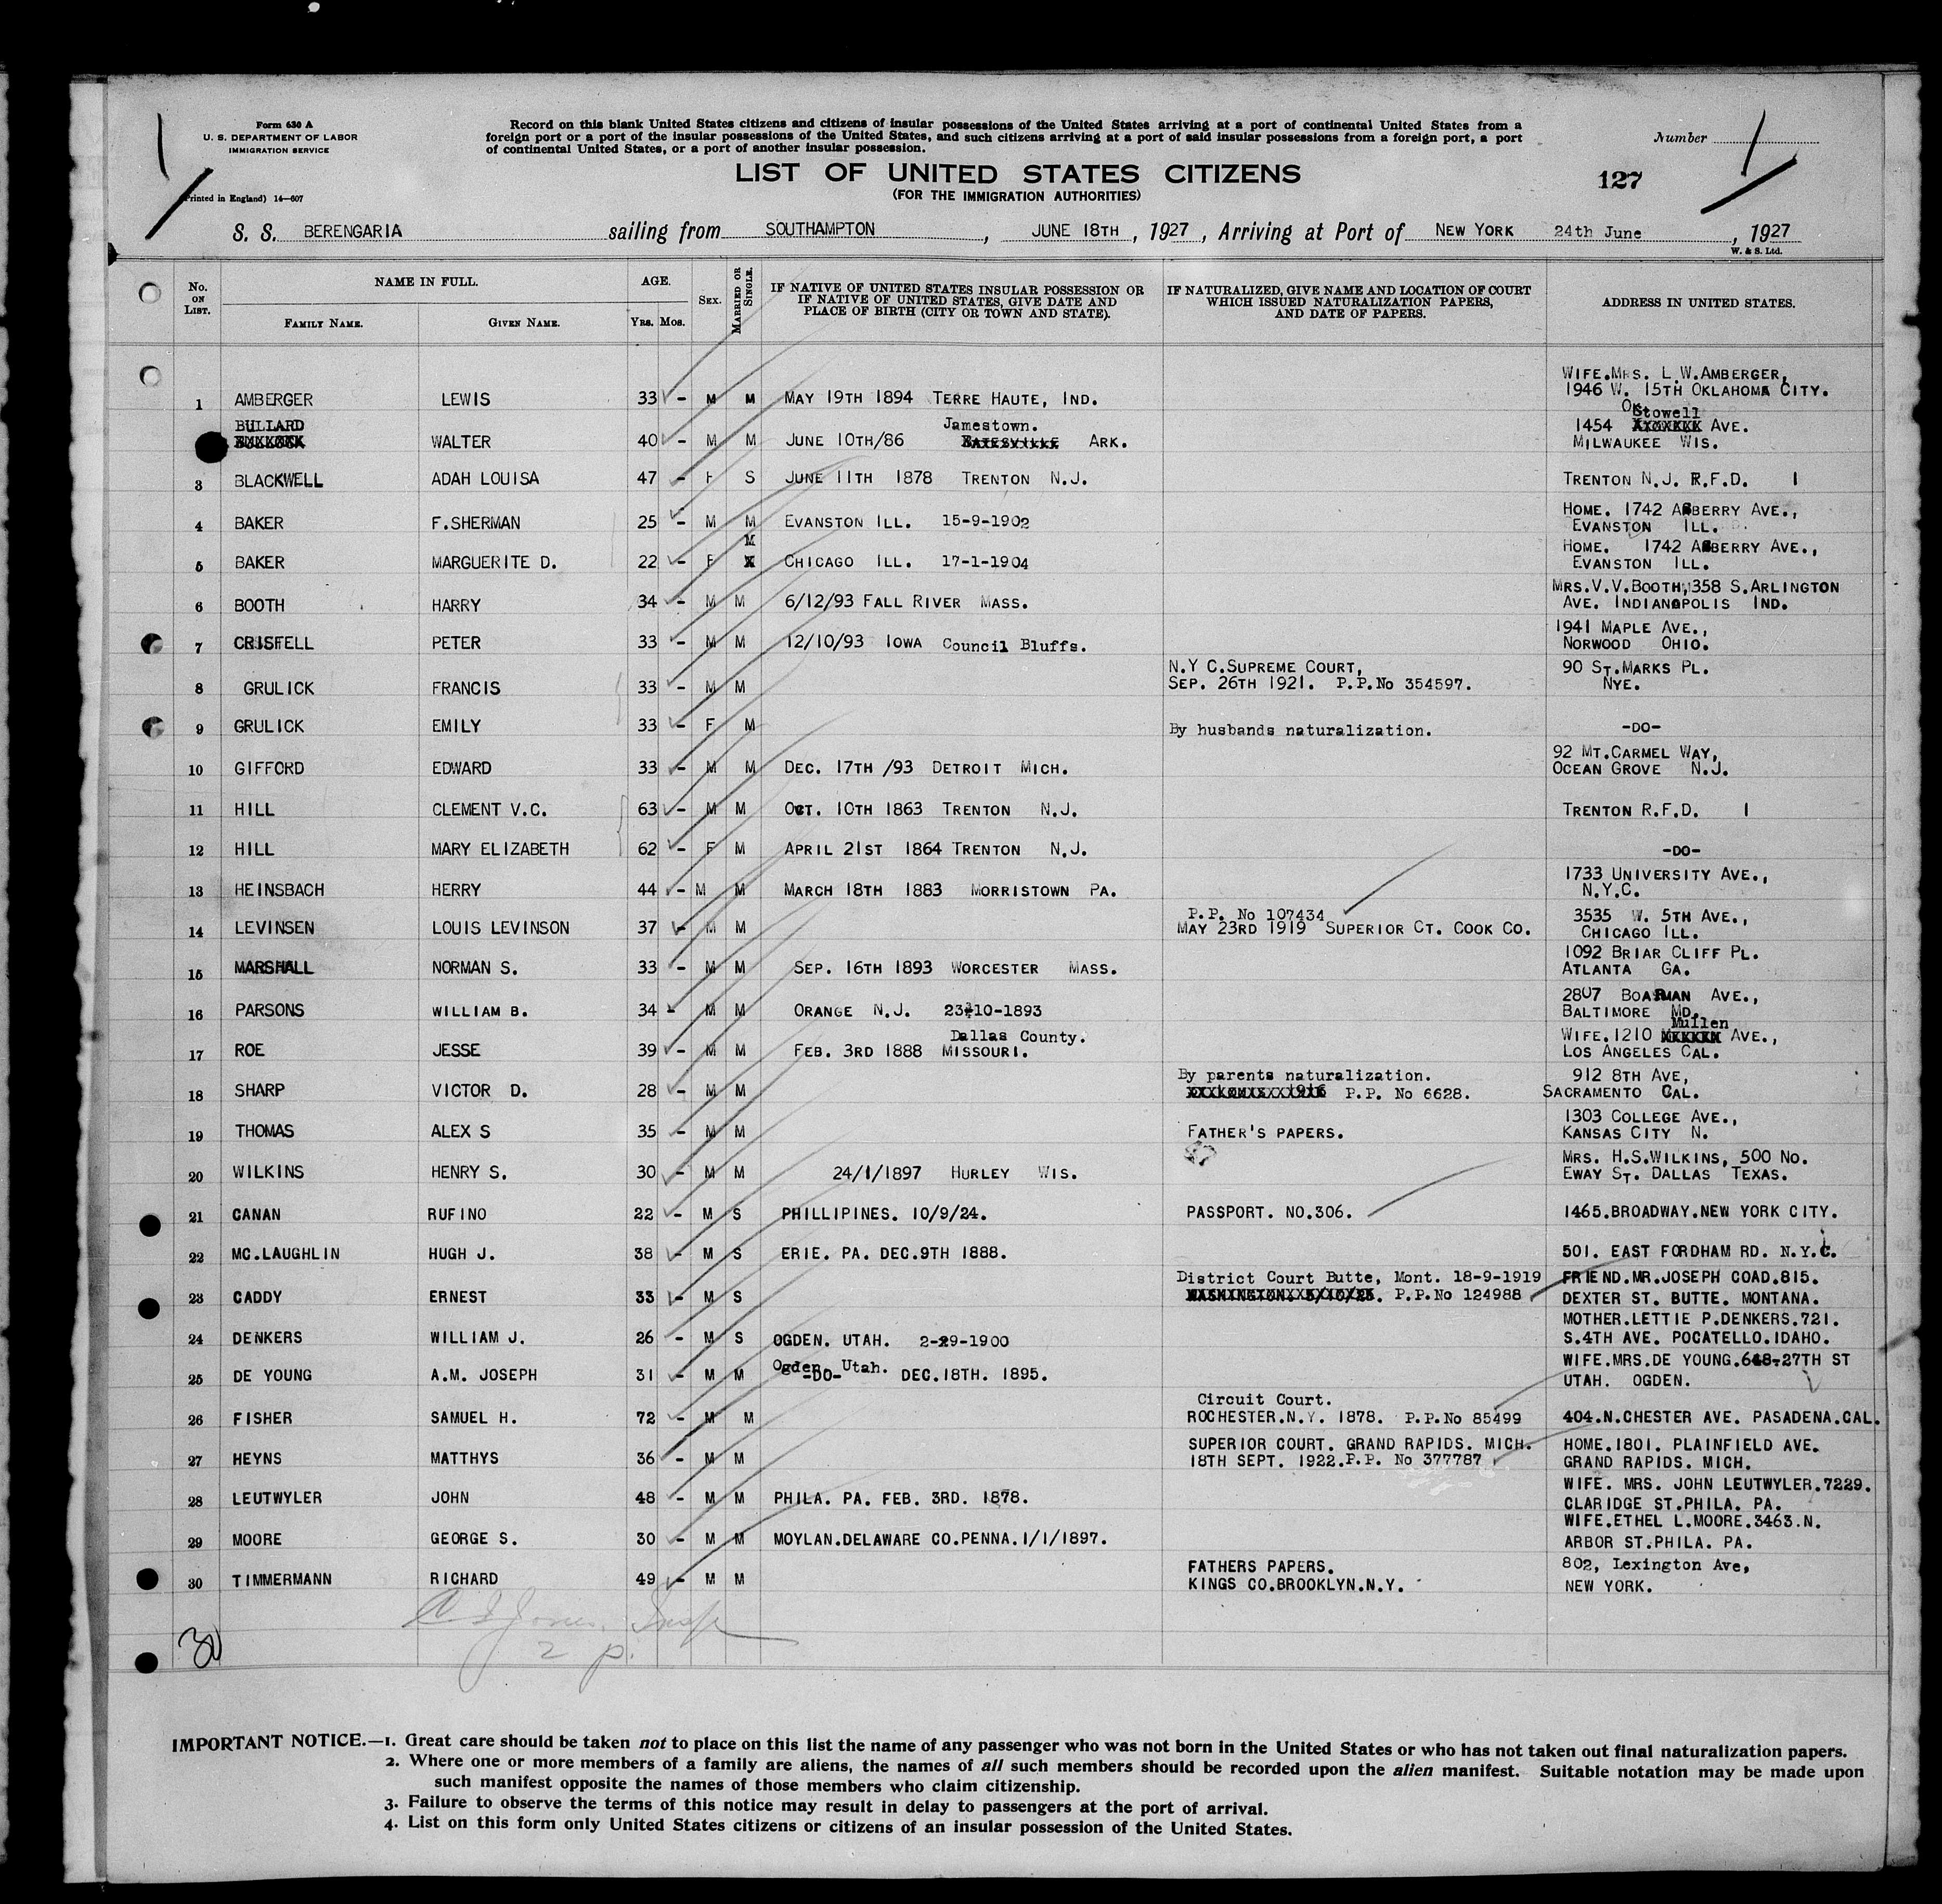 Form 630 A
U. S. DEPARTMENT OF LABOR
IMMIGRATION SERVICE
(Printed in England) 14—607
Record on this blank United States citizens and citizens of insular possessions of the United States arriving at a port of continental United States from a
foreign port or a port of the insular possessions of the United States, and such citizens arriving at a port of said insular possessions from a foreign port, a port
of continental United States, or a port of another insular possession.
Number
LIST OF UNITED STATES CITIZENS
(FOR THE IMMIGRATION AUTHORITIES)
127
S. S. BERENGARIA sailing from SOUTHAMPTON, JUNE 18TH, 1927, Arriving at Port of NEW YORK 24th June, 1927
W. & S. Ltd.
No. ON LIST. NAME IN FULL. FAMILY NAME. GIVEN NAME. AGE. YRS. MOS. SEX. MARRIED OR SINGLE. IF NATIVE OF UNITED STATES INSULAR POSSESSION OR IF NATIVE OF UNITED STATES, GIVE DATE AND PLACE OF BIRTH (CITY OR TOWN AND STATE). IF NATURALIZED, GIVE NAME AND LOCATION OF COURT WHICH ISSUED NATURALIZATION PAPERS, AND DATE OF PAPERS. ADDRESS IN UNITED STATES.
WIFE.MRS. L.W.AMBERGER,
1 AMBERGER LEWIS 33 - M M MAY 19TH 1894 TERRE HAUTE, IND. 1946 W. 15TH OKLAHOMA CITY.
OK.
BULLARD Jamestown. Stowell
WALTER 40 - M M JUNE 10TH/86 ARK. 1454 AVE.
MILWAUKEE WIS.
3 BLACKWELL ADAH LOUISA 47 - F S JUNE 11TH 1878 TRENTON N.J. TRENTON N.J. R.F.D. 1
4 BAKER F.SHERMAN 25 - M M EVANSTON ILL. 15-9-1902 HOME. 1742 ASBERRY AVE.,
EVANSTON ILL.
M
5 BAKER MARGUERITE D. 22 - F CHICAGO ILL. 17-1-1904 HOME. 1742 ASBERRY AVE.,
EVANSTON ILL.
6 BOOTH HARRY 34 - M M 6/12/93 FALL RIVER MASS. MRS.V.V.BOOTH,358 S.ARLINGTON
AVE. INDIANAPOLIS IND.
7 CRISTELL PETER 33 - M M 12/10/93 IOWA Council Bluffs. 1941 MAPLE AVE.,
NORWOOD OHIO.
8 GRULICK FRANCIS 33 - M M N.Y C.SUPREME COURT, 90 ST.MARKS PL.
SEP. 26TH 1921. P.P.No 354597. NYE.
9 GRULICK EMILY 33 - F M By husbands naturalization. -DO-
10 GIFFORD EDWARD 33 - M M DEC. 17TH /93 DETROIT MICH. 92 MT.CARMEL WAY,
OCEAN GROVE N.J.
11 HILL CLEMENT V.C. 63 - M M OCT. 10TH 1863 TRENTON N.J. TRENTON R.F.D. 1
12 HILL MARY ELIZABETH 62 - F M APRIL 21ST 1864 TRENTON N.J. -DO-
13 HEINSBACH HERRY 44 - M M MARCH 18TH 1883 MORRISTOWN PA. 1733 UNIVERSITY AVE.,
N.Y.C.
14 LEVINSEN LOUIS LEVINSON 37 - M M P.P. No 107434 3535 W. 5TH AVE.,
MAY 23RD 1919 SUPERIOR CT. COOK CO. CHICAGO ILL.
15 MARSHALL NORMAN S. 33 - M M SEP. 16TH 1893 WORCESTER MASS. 1092 BRIAR CLIFF PL.
ATLANTA GA.
16 PARSONS WILLIAM B. 34 - M M ORANGE N.J. 23-10-1893 2807 BOARMAN AVE.,
BALTIMORE MD.
Dallas County. Mullen
17 ROE JESSE 39 - M M FEB. 3RD 1888 MISSOURI. WIFE.1210 AVE.,
LOS ANGELES CAL.
18 SHARP VICTOR D. 28 - M M By parents naturalization. 912 8TH AVE,
P.P. No 6628. SACRAMENTO CAL.
19 THOMAS ALEX S 35 - M M FATHER'S PAPERS. 1303 COLLEGE AVE.,
KANSAS CITY N.
20 WILKINS HENRY S. 30 - M M 24/1/1897 HURLEY WIS. MRS. H.S.WILKINS, 500 NO.
EWAY ST. DALLAS TEXAS.
21 CANAN RUFINO 22 - M S PHILLIPINES. 10/9/24. PASSPORT. NO.306. 1465.BROADWAY.NEW YORK CITY.
22 MC.LAUGHLIN HUGH J. 38 - M S ERIE. PA. DEC.9TH 1888. 501. EAST FORDHAM RD. N.Y.C.
23 CADDY ERNEST 33 - M S District Court Butte, Mont. 18-9-1919 FRIEND.MR.JOSEPH COAD.815.
P.P.No 124988 DEXTER ST. BUTTE. MONTANA.
24 DENKERS WILLIAM J. 26 - M S OGDEN. UTAH. 2-29-1900 MOTHER.LETTIE P.DENKERS.721.
S.4TH AVE. POCATELLO.IDAHO.
25 DE YOUNG A.M. JOSEPH 31 - M M Ogden. Utah. -DO- DEC.18TH. 1895. WIFE.MRS.DE YOUNG.648-27TH ST
UTAH. OGDEN.
Circuit Court.
26 FISHER SAMUEL H. 72 - M M ROCHESTER.N.Y. 1878. P.P.No 85499 404.N.CHESTER AVE. PASADENA.CAL.
27 HEYNS MATTHYS 36 - M M SUPERIOR COURT. GRAND RAPIDS. MICH. HOME.1801. PLAINFIELD AVE.
18TH SEPT. 1922.P.P. No 377787 GRAND RAPIDS. MICH.
28 LEUTWYLER JOHN 48 - M M PHILA. PA. FEB. 3RD. 1878. WIFE. MRS. JOHN LEUTWYLER.7229.
CLARIDGE ST.PHILA. PA.
29 MOORE GEORGE S. 30 - M M MOYLAN.DELAWARE CO.PENNA.1/1/1897. WIFE.ETHEL L.MOORE.3463.N.
ARBOR ST.PHILA. PA.
30 TIMMERMANN RICHARD 49 - M M FATHERS PAPERS. 802, Lexington Ave,
KINGS CO.BROOKLYN.N.Y. NEW YORK.
Jones. Insp
2 p.
30
IMPORTANT NOTICE.—1. Great care should be taken not to place on this list the name of any passenger who was not born in the United States or who has not taken out final naturalization papers.
2. Where one or more members of a family are aliens, the names of all such members should be recorded upon the alien manifest. Suitable notation may be made upon
such manifest opposite the names of those members who claim citizenship.
3. Failure to observe the terms of this notice may result in delay to passengers at the port of arrival.
4. List on this form only United States citizens or citizens of an insular possession of the United States.